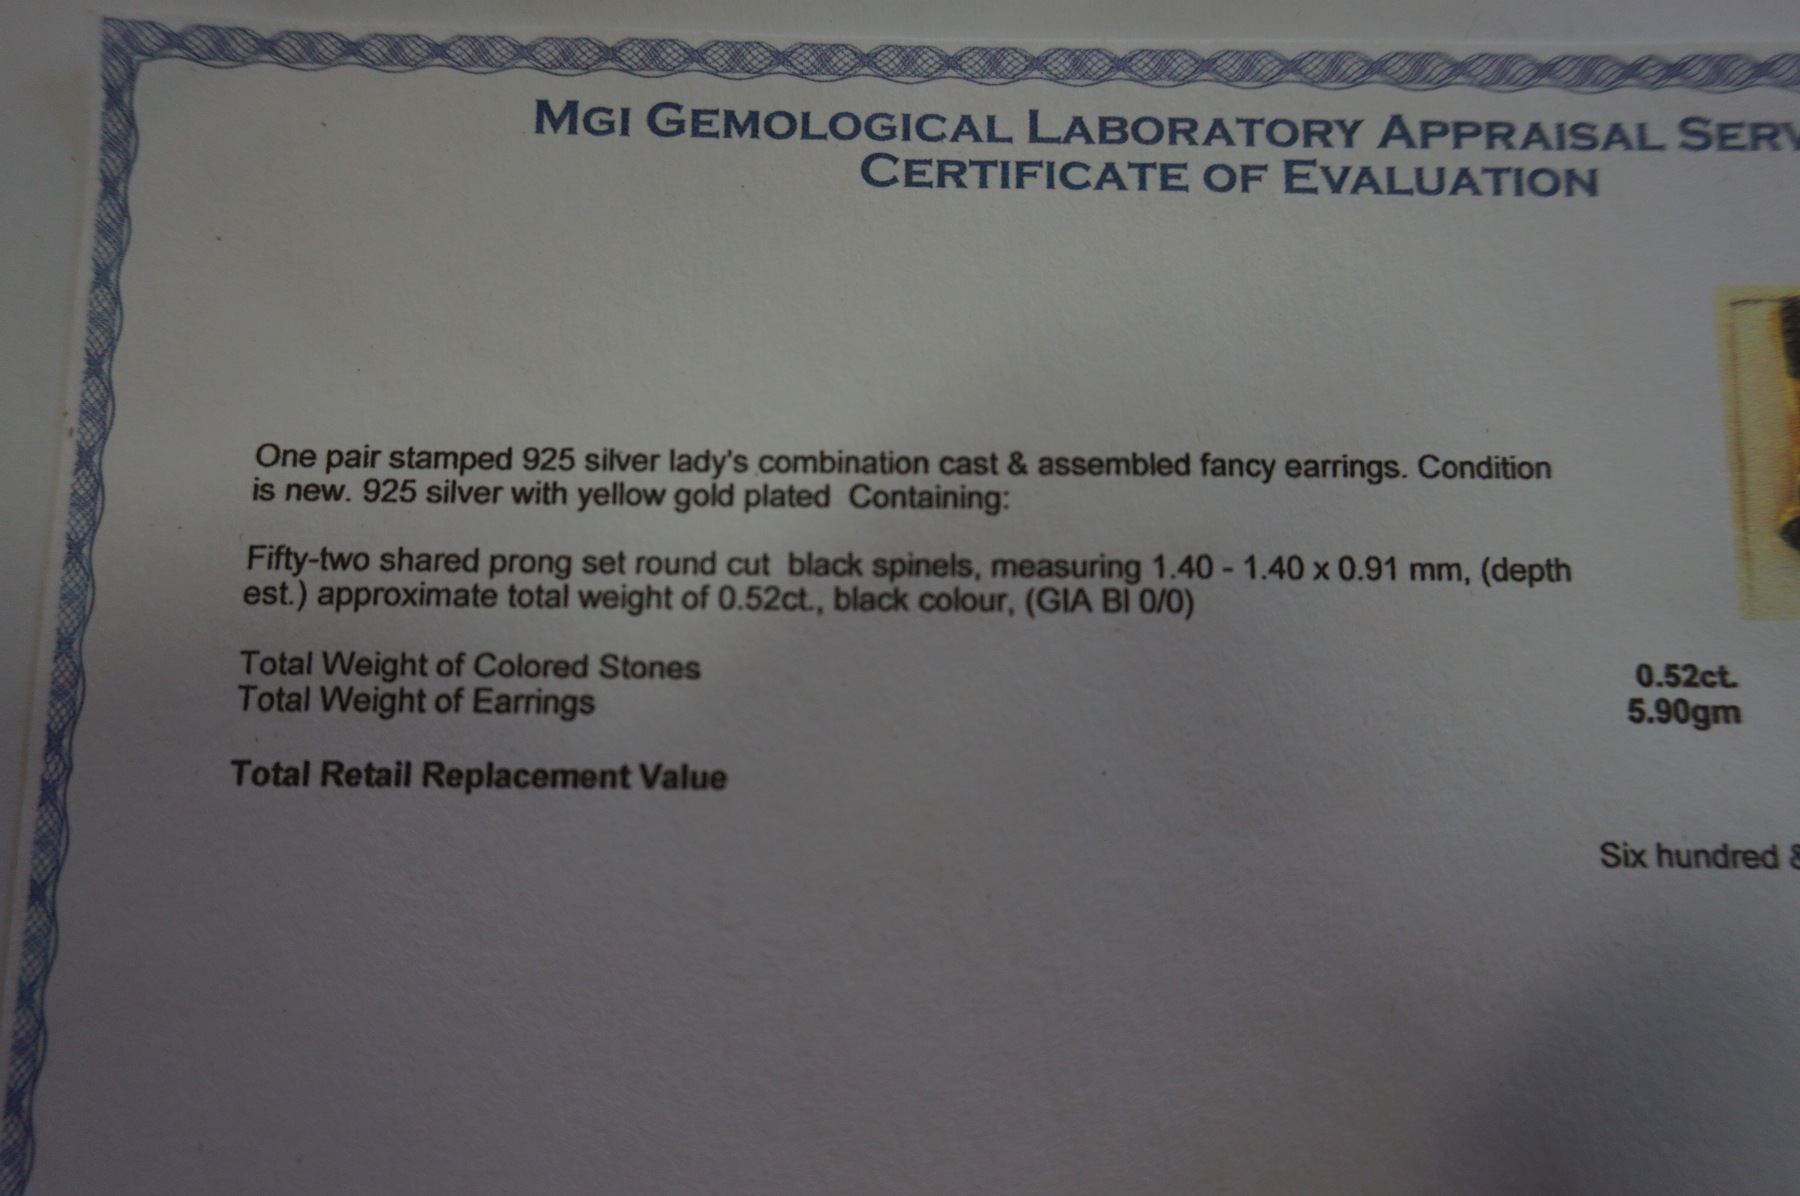 MGI GEMOLOGICAL LABORATORY APPRAISAL
CERTIFICATE OF EVALUATION
One pair stamped 925 silver lady's combination cast & assembled fancy earrings. Condition
is new. 925 silver with yellow gold plated Containing:
Fifty-two shared prong set round cut black spinels, measuring 1.40 - 1.40 x 0.91 mm, (depth
est.) approximate total weight of 0.52ct., black colour, (GIA Bl 0/0)
Total Weight of Colored Stones 0.52ct.
Total Weight of Earrings 5.90gm
Total Retail Replacement Value
Six hundred &